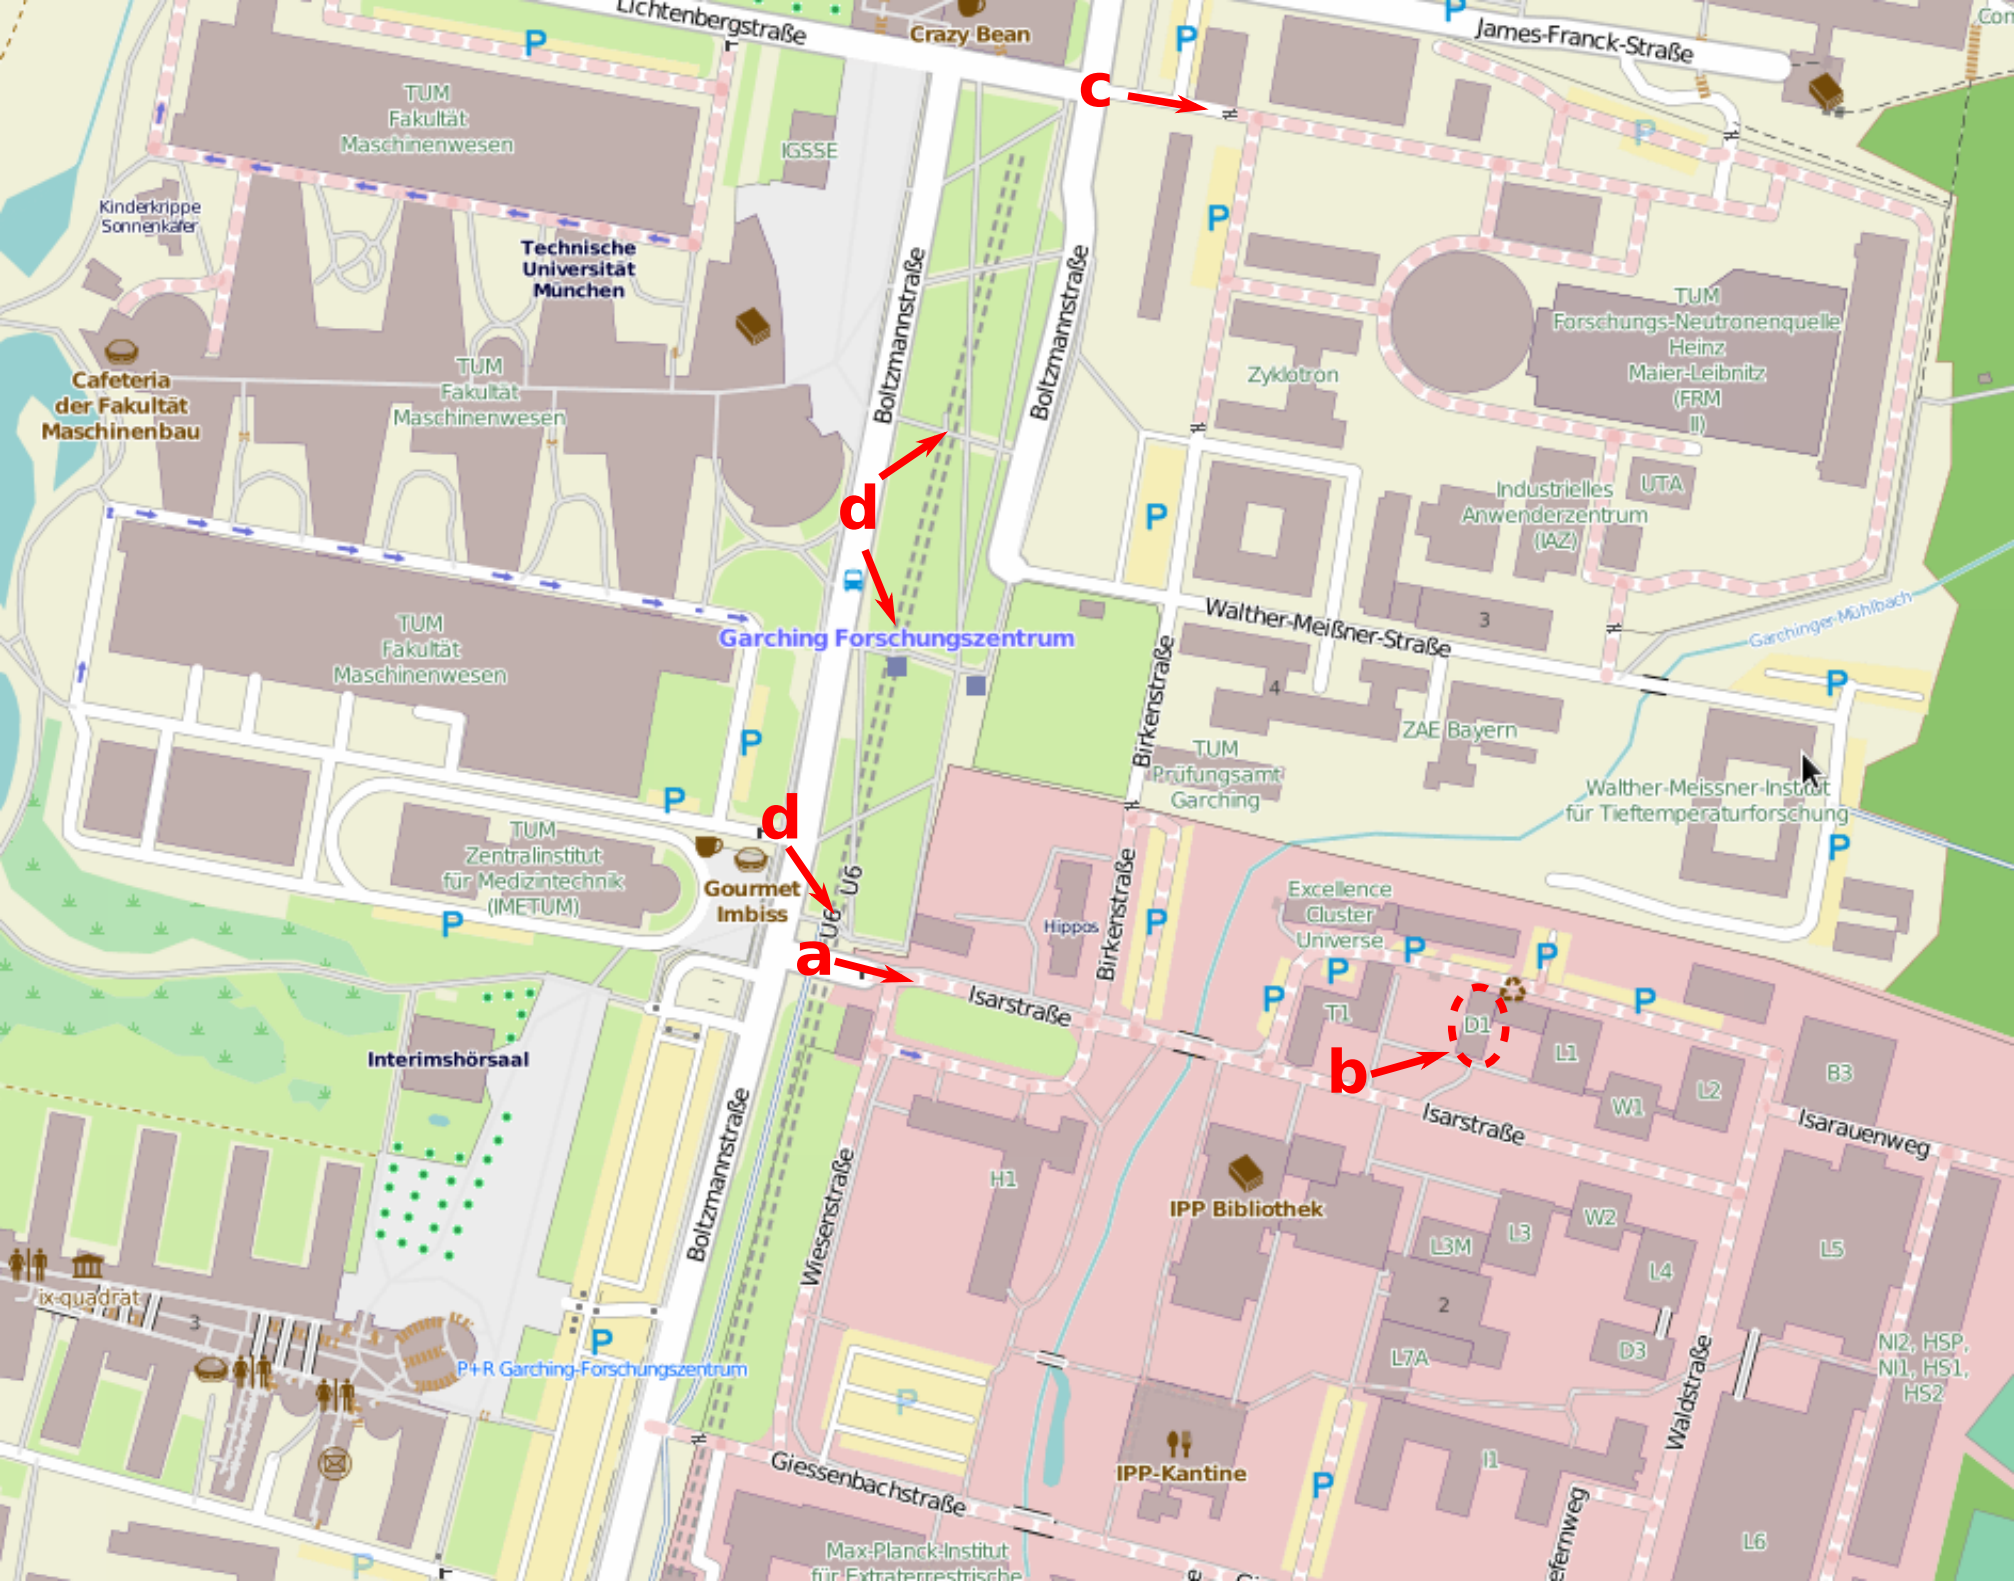 Lichtenbergstraße
Crazy Bean
P
P
P
James-Franck-Straße
Con
c
TUM
Fakultät
Maschinenwesen
IGSSE
P
Kinderkrippe
Sonnenkäfer
Technische
Universität
München
P
Boltzmannstraße
Boltzmannstraße
TUM
Forschungs-Neutronenquelle
Heinz
Maier-Leibnitz
(FRM
II)
Zyklotron
Cafeteria
der Fakultät
Maschinenbau
TUM
Fakultät
Maschinenwesen
d
P
Industrielles
Anwenderzentrum
(IAZ)
UTA
Garching Forschungszentrum
TUM
Fakultät
Maschinenwesen
Walther-Meißner-Straße
3
Garchinger Mühlbach
4
P
Birkenstraße
ZAE Bayern
P
TUM
Prüfungsamt
Garching
Walther-Meissner-Institut
für Tieftemperaturforschung
P
d
P
TUM
Zentralinstitut
für Medizintechnik
(IMETUM)
P
Gourmet
Imbiss
U6
U6
Birkenstraße
Hippos
P
Excellence
Cluster
Universe
P
P
P
P
P
a
Isarstraße
T1
D1
L1
b
L2
W1
B3
Interimshörsaal
Isarstraße
Isarauenweg
Boltzmannstraße
Wiesenstraße
H1
IPP Bibliothek
L3M
L3
W2
L4
L5
ix-quadrat
3
2
P
P+R Garching-Forschungszentrum
L7A
D3
NI2, HSP,
NI1, HS1,
HS2
Waldstraße
P
IPP-Kantine
Giessenbachstraße
P
I1
L6
P
Max-Planck-Institut
für Extraterrestrische
efernweg